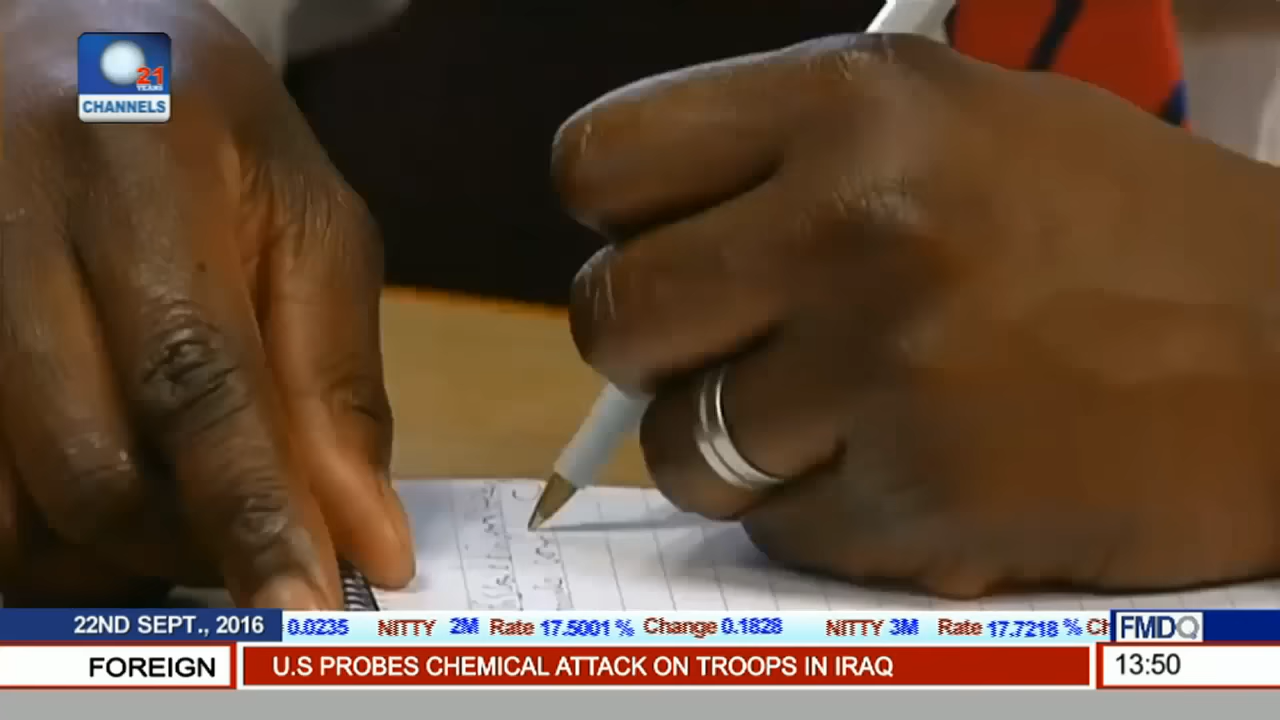 21
YEARS
CHANNELS
22ND SEPT., 2016
0.0235 NITTY 2M Rate 17.5001 % Change 0.1828 NITTY 3M Rate 17.7218 % Ch
FMDQ
FOREIGN
U.S PROBES CHEMICAL ATTACK ON TROOPS IN IRAQ
13:50